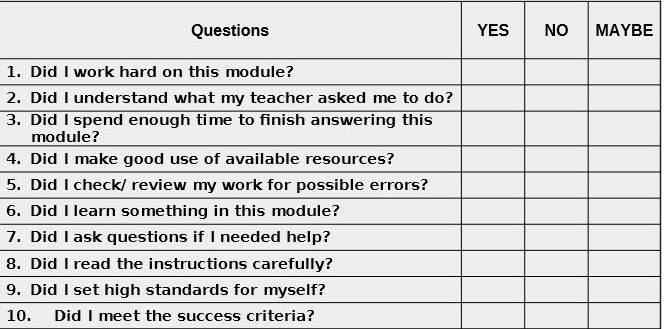 Questions YES NO MAYBE
1. Did I work hard on this module?
2. Did I understand what my teacher asked me to do?
3. Did I spend enough time to finish answering this
module?
4. Did I make good use of available resources?
5. Did I check/ review my work for possible errors?
6. Did I learn something in this module?
7. Did I ask questions if I needed help?
8. Did I read the instructions carefully?
9. Did I set high standards for myself?
10. Did I meet the success criteria?